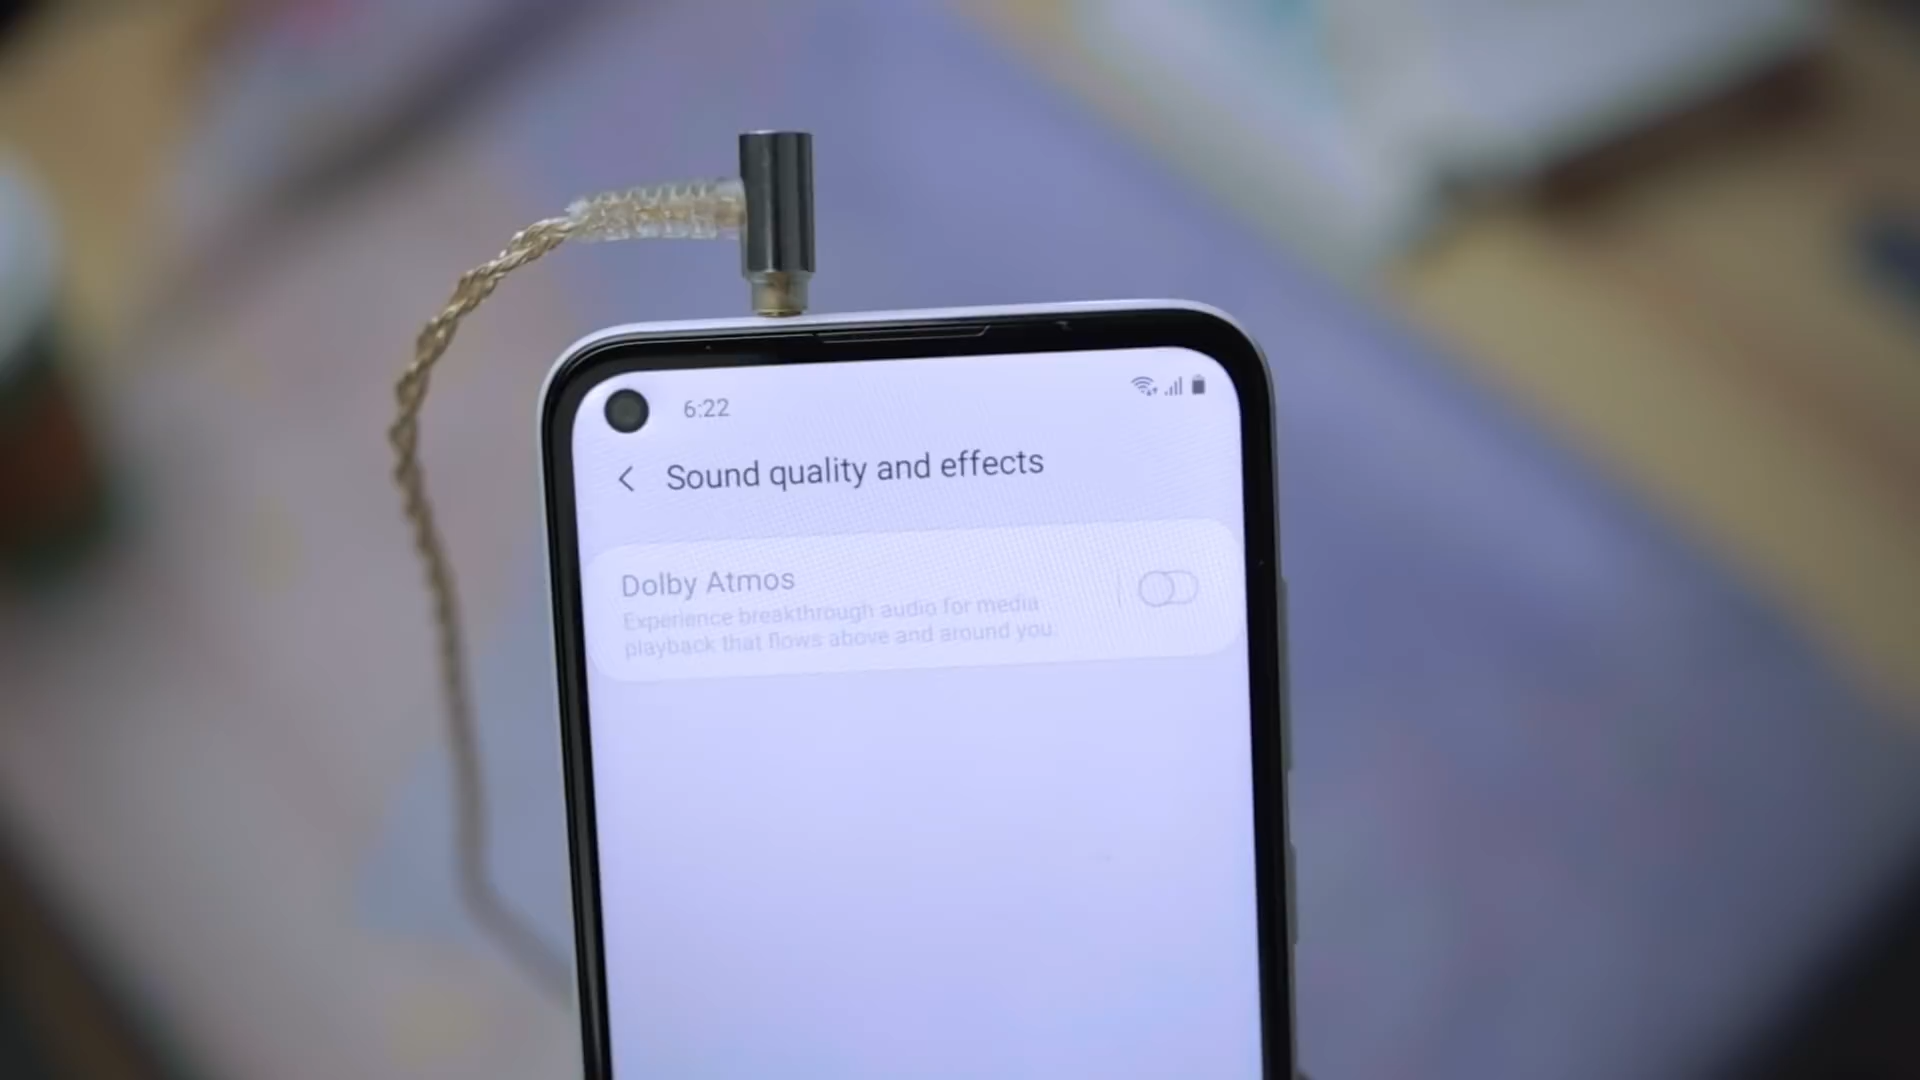 6:22
Sound quality and effects
Dolby Atmos
Experience breakthrough audio for media
playback that flows above and around you.